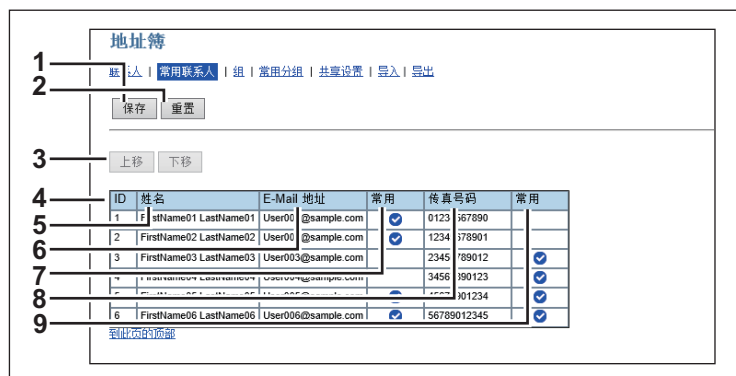 地址簿
人 | 常用联系人 | 组 | 常用分组 | 共享设置 | 导入 | 导出
保存 重置
上移 下移
ID 姓名 E-Mail 地址 常用 传真号码 常用
1 LastName01 @sample.com 0123 567890
2 FirstName02 LastName02 @sample.com 1234 678901
3 FirstName03 LastName03 User003@sample.com 2345 789012
3456 890123
901234
6 FirstName06 LastName06 User006@sample.com 56789012345
到此页的顶部
1
2
3
4
5
6
7
8
9